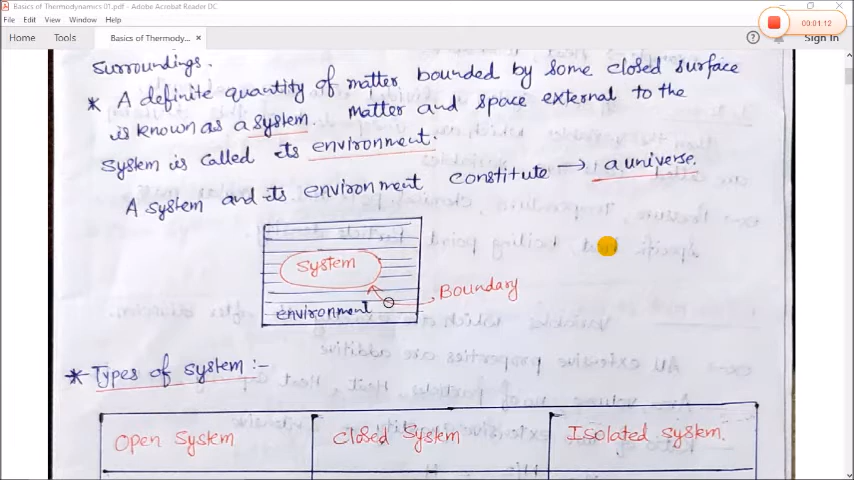 Basics of Thermodynamics 01.pdf - Adobe Acrobat Reader DC
File Edit View Window Help
Home Tools Basics of Thermody... × Sign In
00:01:12
Surroundings.
* A definite quantity of matter bounded by some closed surface
is known as a system. Matter and space external to the
system is called its environment.
A system and its environment constitute → a universe.
System
environment
Boundary
* Types of system :-
Open System Closed System Isolated system.